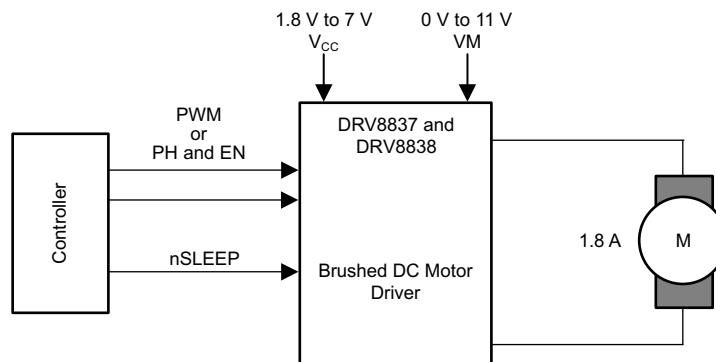 1.8 V to 7 V
VCC
0 V to 11 V
VM
Controller
PWM
or
PH and EN
nSLEEP
DRV8837 and
DRV8838
Brushed DC Motor
Driver
1.8 A
M